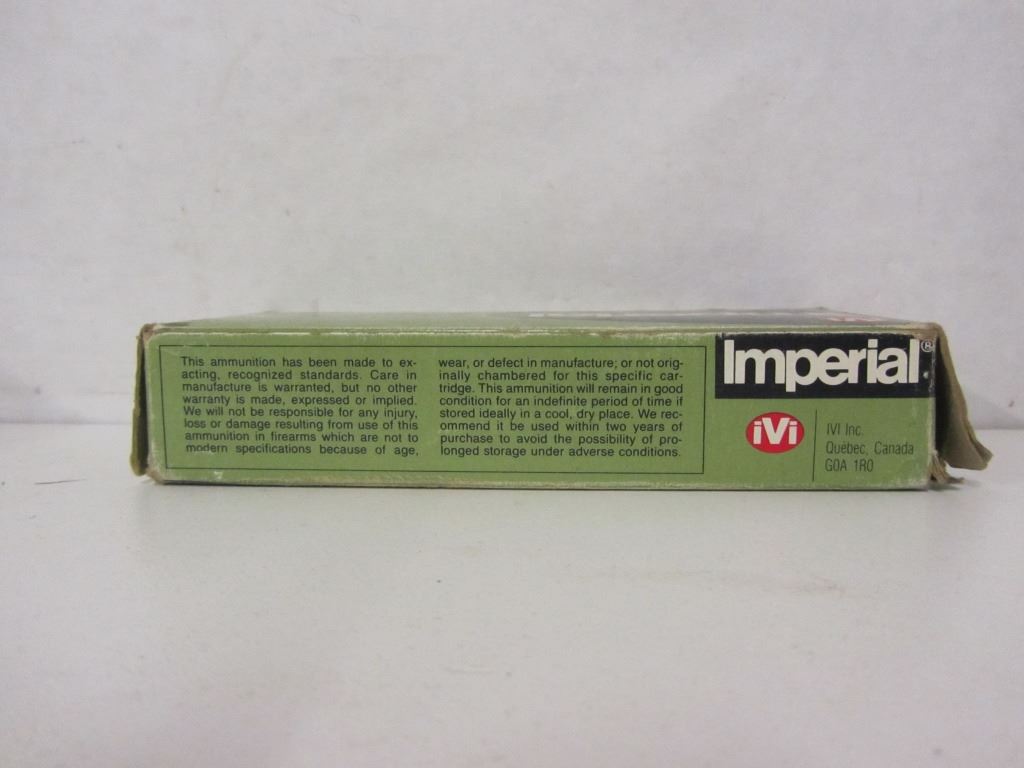 This ammunition has been made to ex-
acting, recognized standards. Care in
manufacture is warranted, but no other
warranty is made, expressed or implied.
We will not be responsible for any injury,
loss or damage resulting from use of this
ammunition in firearms which are not to
modern specifications because of age,
wear, or defect in manufacture; or not orig-
inally chambered for this specific car-
tridge. This ammunition will remain in good
condition for an indefinite period of time if
stored ideally in a cool, dry place. We rec-
ommend it be used within two years of
purchase to avoid the possibility of pro-
longed storage under adverse conditions.
Imperial®
iVi
IVI Inc.
Québec, Canada
G0A 1R0